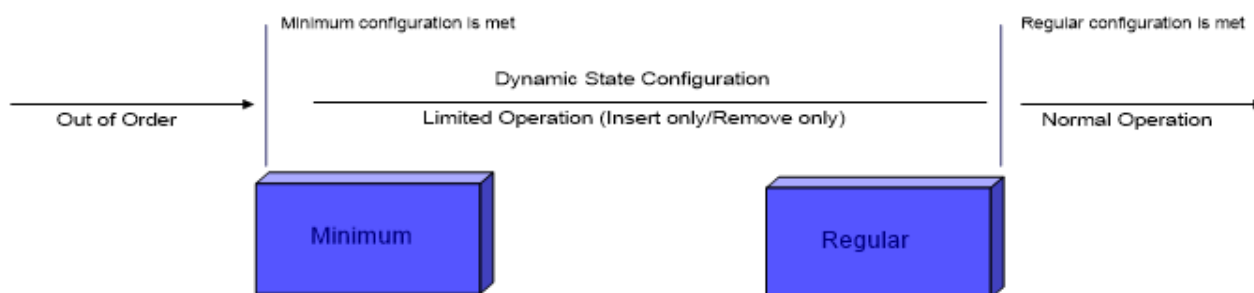 Minimum configuration is met
Regular configuration is met
Dynamic State Configuration
Out of Order
Limited Operation (Insert only/Remove only)
Normal Operation
Minimum
Regular